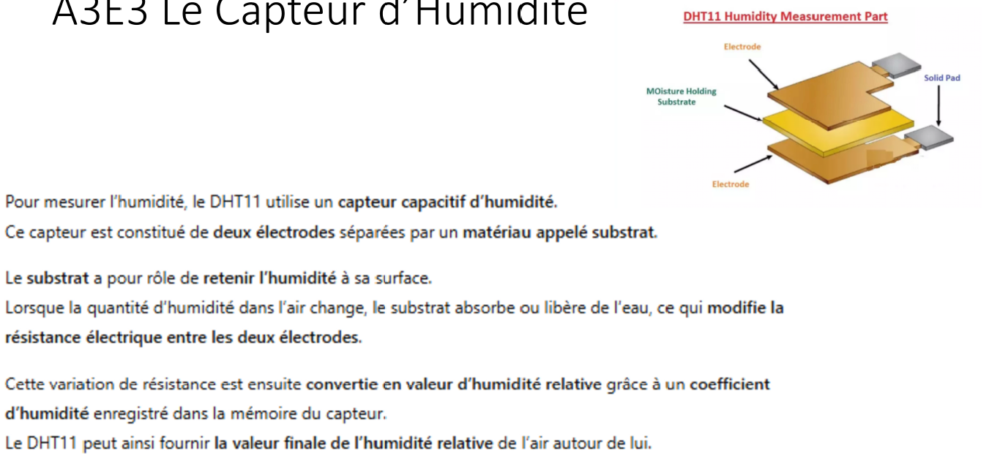 A3E3 Le Capteur d'Humidité
DHT11 Humidity Measurement Part
Electrode
Solid Pad
MOisture Holding
Substrate
Electrode
Pour mesurer l'humidité, le DHT11 utilise un capteur capacitif d'humidité.
Ce capteur est constitué de deux électrodes séparées par un matériau appelé substrat.
Le substrat a pour rôle de retenir l'humidité à sa surface.
Lorsque la quantité d'humidité dans l'air change, le substrat absorbe ou libère de l'eau, ce qui modifie la
résistance électrique entre les deux électrodes.
Cette variation de résistance est ensuite convertie en valeur d'humidité relative grâce à un coefficient
d'humidité enregistré dans la mémoire du capteur.
Le DHT11 peut ainsi fournir la valeur finale de l'humidité relative de l'air autour de lui.